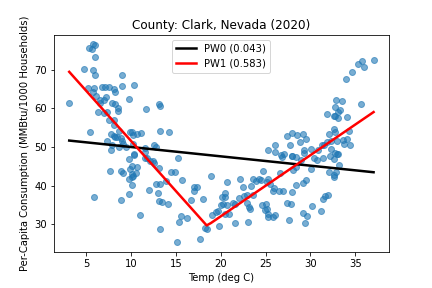 County: Clark, Nevada (2020)
PW0 (0.043)
PW1 (0.583)
Per-Capita Consumption (MMBtu/1000 Households)
70
60
50
40
30
5 10 15 20 25 30 35
Temp (deg C)